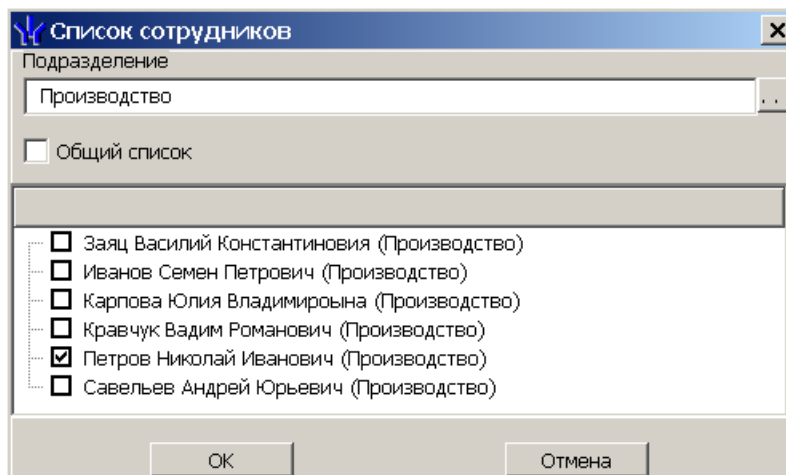 Список сотрудников
Подразделение
Производство
..
Общий список
Заяц Василий Константиновия (Производство)
Иванов Семен Петрович (Производство)
Карпова Юлия Владимироына (Производство)
Кравчук Вадим Романович (Производство)
Петров Николай Иванович (Производство)
Савельев Андрей Юрьевич (Производство)
ОК Отмена